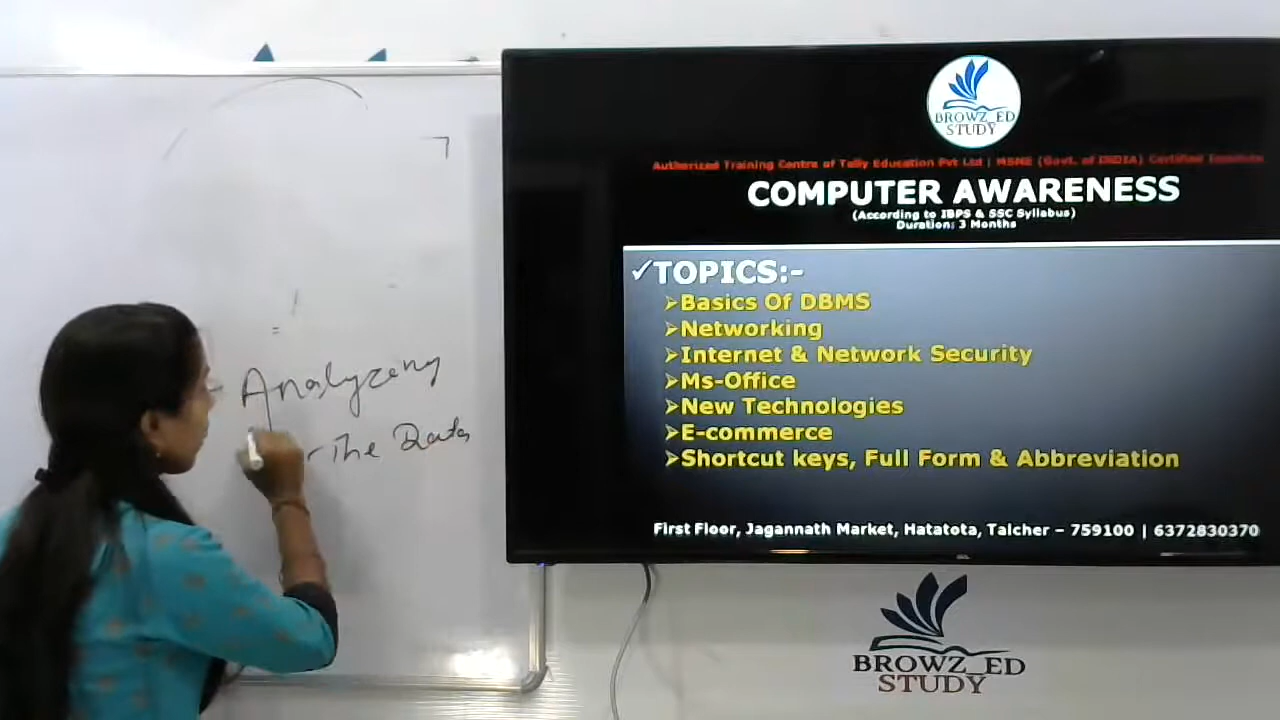 Analyzeng
The Data
BROWZ_ED
STUDY
Authorized Training Centre of Tally Education Pvt Ltd | MSME (Govt. of INDIA) Certified Institute
COMPUTER AWARENESS
(According to IBPS & SSC Syllabus)
Duration: 3 Months
✓TOPICS:-
➢Basics Of DBMS
➢Networking
➢Internet & Network Security
➢Ms-Office
➢New Technologies
➢E-commerce
➢Shortcut keys, Full Form & Abbreviation
First Floor, Jagannath Market, Hatatota, Talcher – 759100 | 6372830370
BROWZ_ED
STUDY